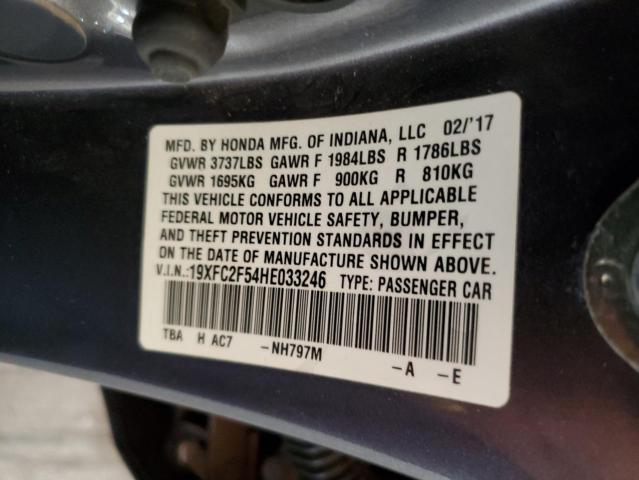 MFD. BY HONDA MFG. OF INDIANA, LLC 02/'17
GVWR 3737LBS GAWR F 1984LBS R 1786LBS
GVWR 1695KG GAWR F 900KG R 810KG
THIS VEHICLE CONFORMS TO ALL APPLICABLE
FEDERAL MOTOR VEHICLE SAFETY, BUMPER,
AND THEFT PREVENTION STANDARDS IN EFFECT
ON THE DATE OF MANUFACTURE SHOWN ABOVE.
V.I.N.:19XFC2F54HE033246 TYPE: PASSENGER CAR
TBA H AC7 -NH797M -A -E